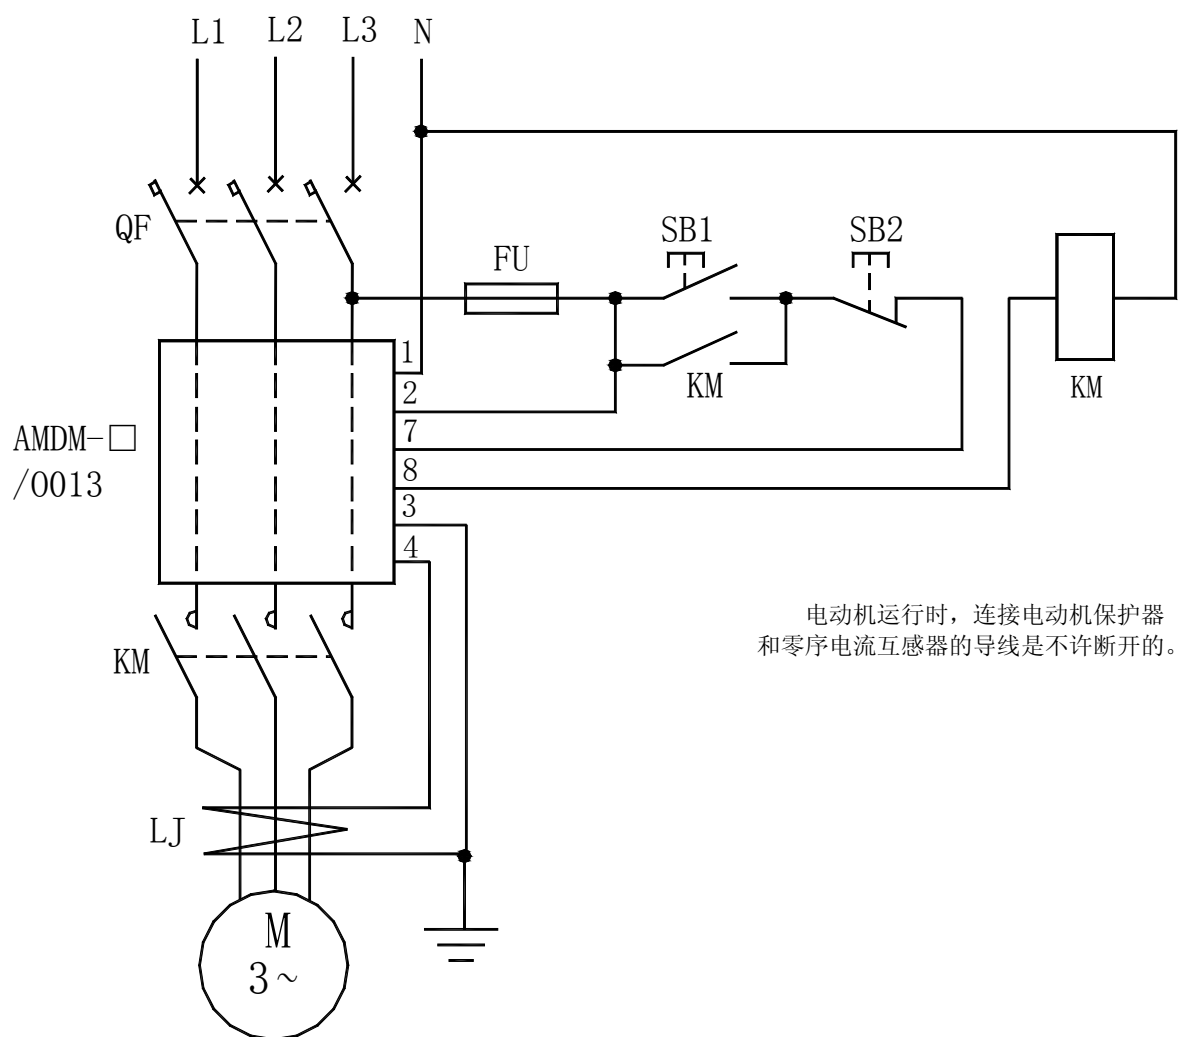 L1 L2 L3 N
QF
FU
SB1
SB2
KM
KM
1
2
7
8
3
4
AMDM-□
/0013
电动机运行时，连接电动机保护器
和零序电流互感器的导线是不许断开的。
KM
LJ
M
3~